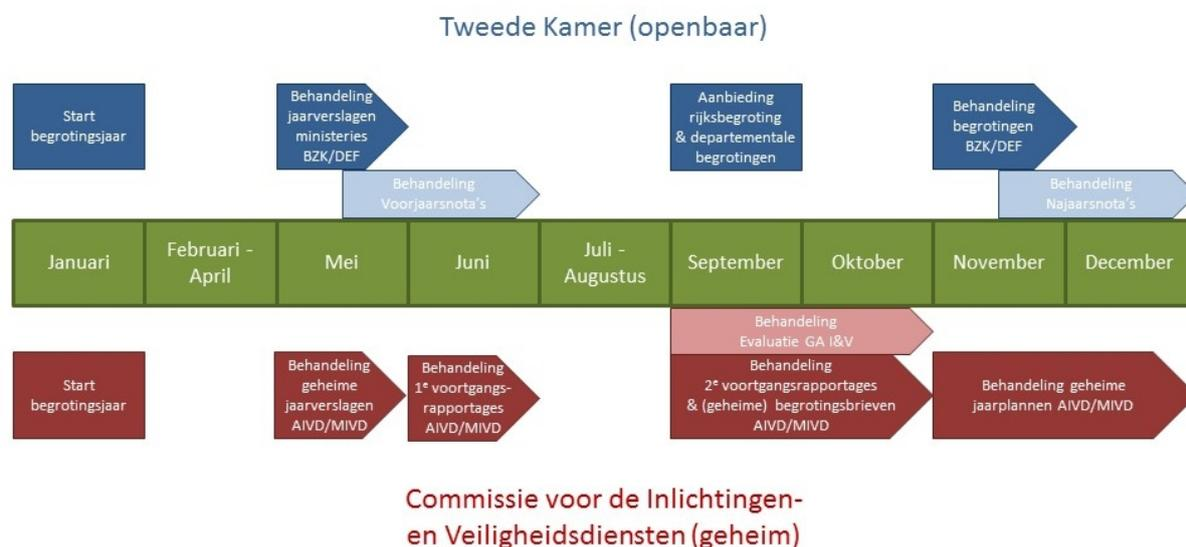 Tweede Kamer (openbaar)
Start
begrotingsjaar
Behandeling
jaarverslagen
ministeries
BZK/DEF
Aanbieding
rijksbegroting
& departementale
begrotingen
Behandeling
begrotingen
BZK/DEF
Behandeling
Voorjaarsnota's
Behandeling
Najaarsnota's
Januari
Februari -
April
Mei
Juni
Juli -
Augustus
September
Oktober
November
December
Behandeling
Evaluatie GA I&V
Start
begrotingsjaar
Behandeling
geheime
jaarverslagen
AIVD/MIVD
Behandeling
1e voortgangs-
rapportages
AIVD/MIVD
Behandeling
2e voortgangsrapportages
& (geheime) begrotingsbrieven
AIVD/MIVD
Behandeling geheime
jaarplannen AIVD/MIVD
Commissie voor de Inlichtingen-
en Veiligheidsdiensten (geheim)